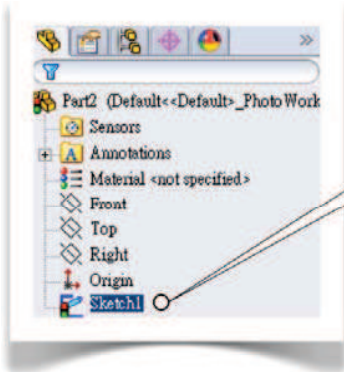 »
Part2 (Default<<Default>_PhotoWork
Sensors
A Annotations
Material <not specified>
Front
Top
Right
Origin
Sketch1